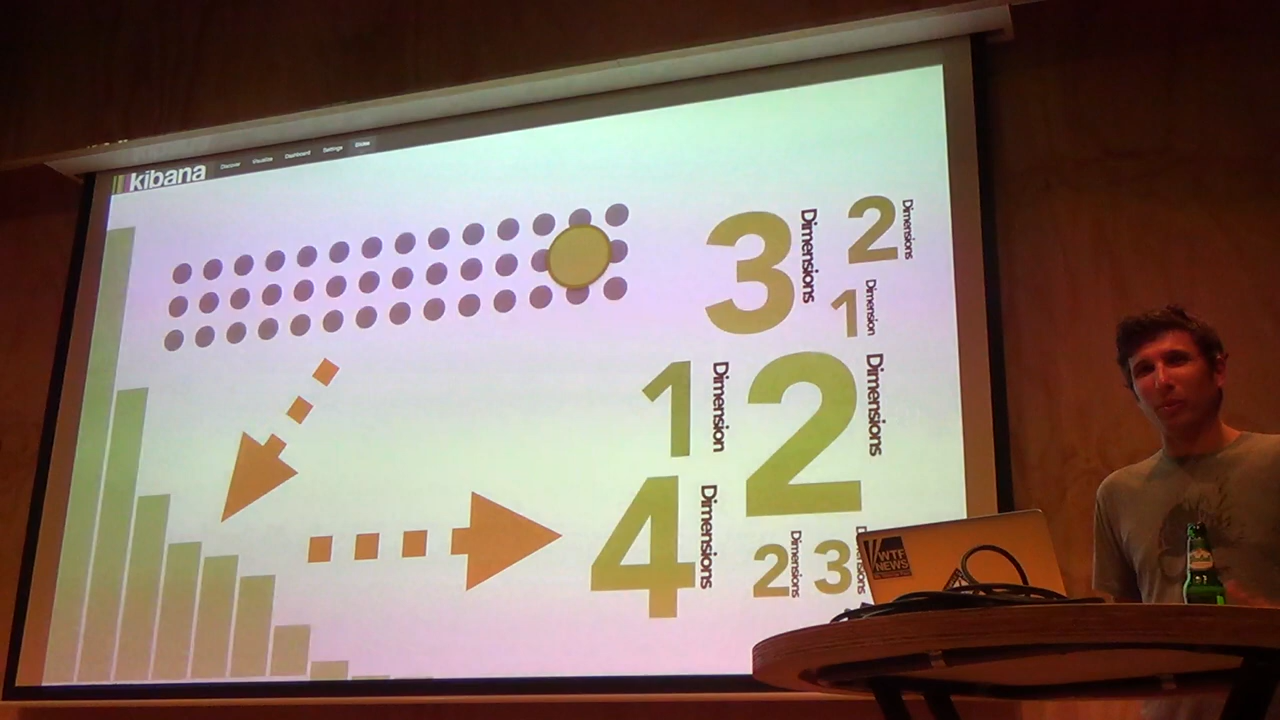 kibana Discover Visualize Dashboard Settings Slides
3 Dimensions
2 Dimensions
1 Dimension
1 Dimension
2 Dimensions
4 Dimensions
2 Dimensions
3 Dimensions
WTF
NEWS